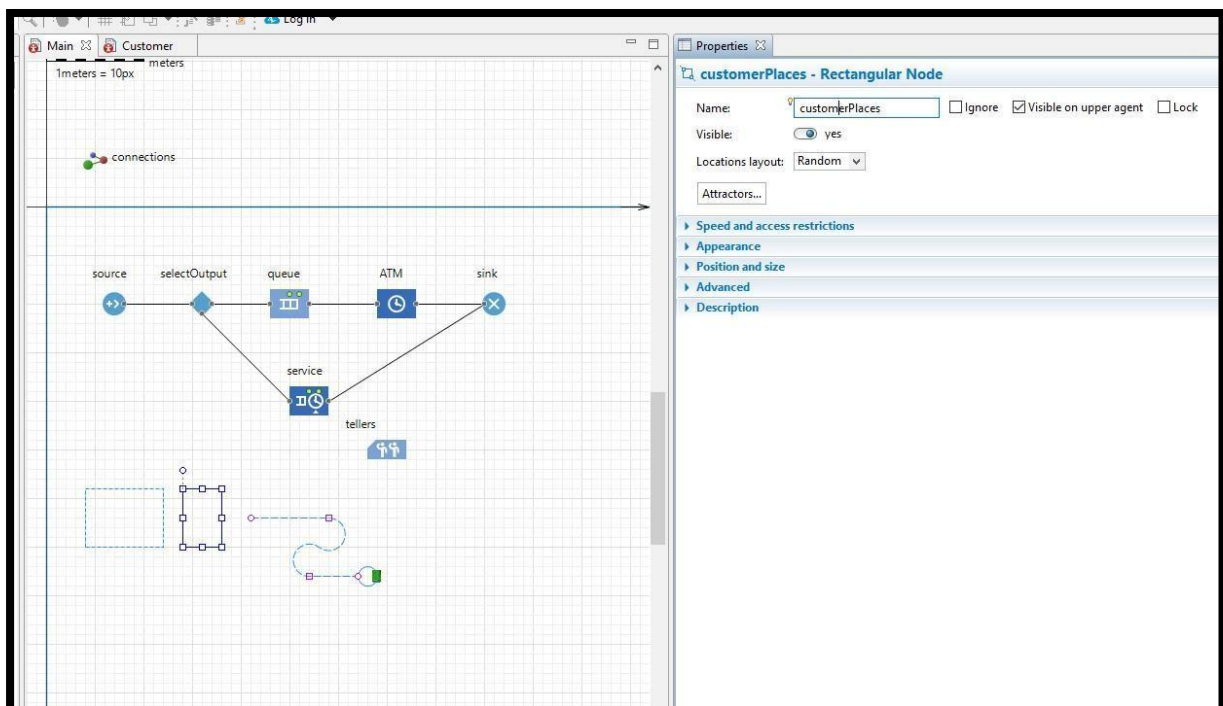 Log in
Main
Customer
meters
1meters = 10px
connections
source
selectOutput
queue
ATM
sink
service
tellers
Properties
customerPlaces - Rectangular Node
Name: customerPlaces Ignore Visible on upper agent Lock
Visible: yes
Locations layout: Random
Attractors...
Speed and access restrictions
Appearance
Position and size
Advanced
Description